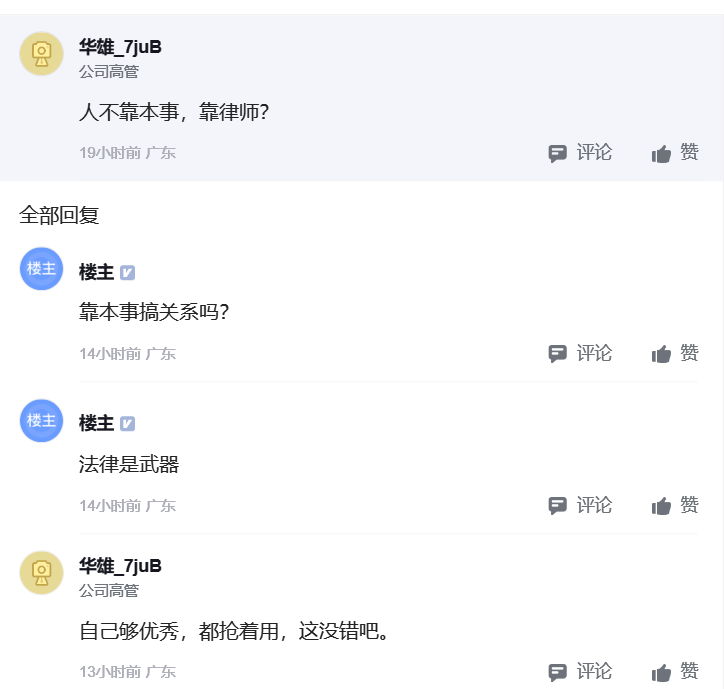 华雄_7juB
公司高管
人不靠本事，靠律师？
19小时前 广东 评论 赞
全部回复
楼主 楼主 V
靠本事搞关系吗？
14小时前 广东 评论 赞
楼主 楼主 V
法律是武器
14小时前 广东 评论 赞
华雄_7juB
公司高管
自己够优秀，都抢着用，这没错吧。
13小时前 广东 评论 赞